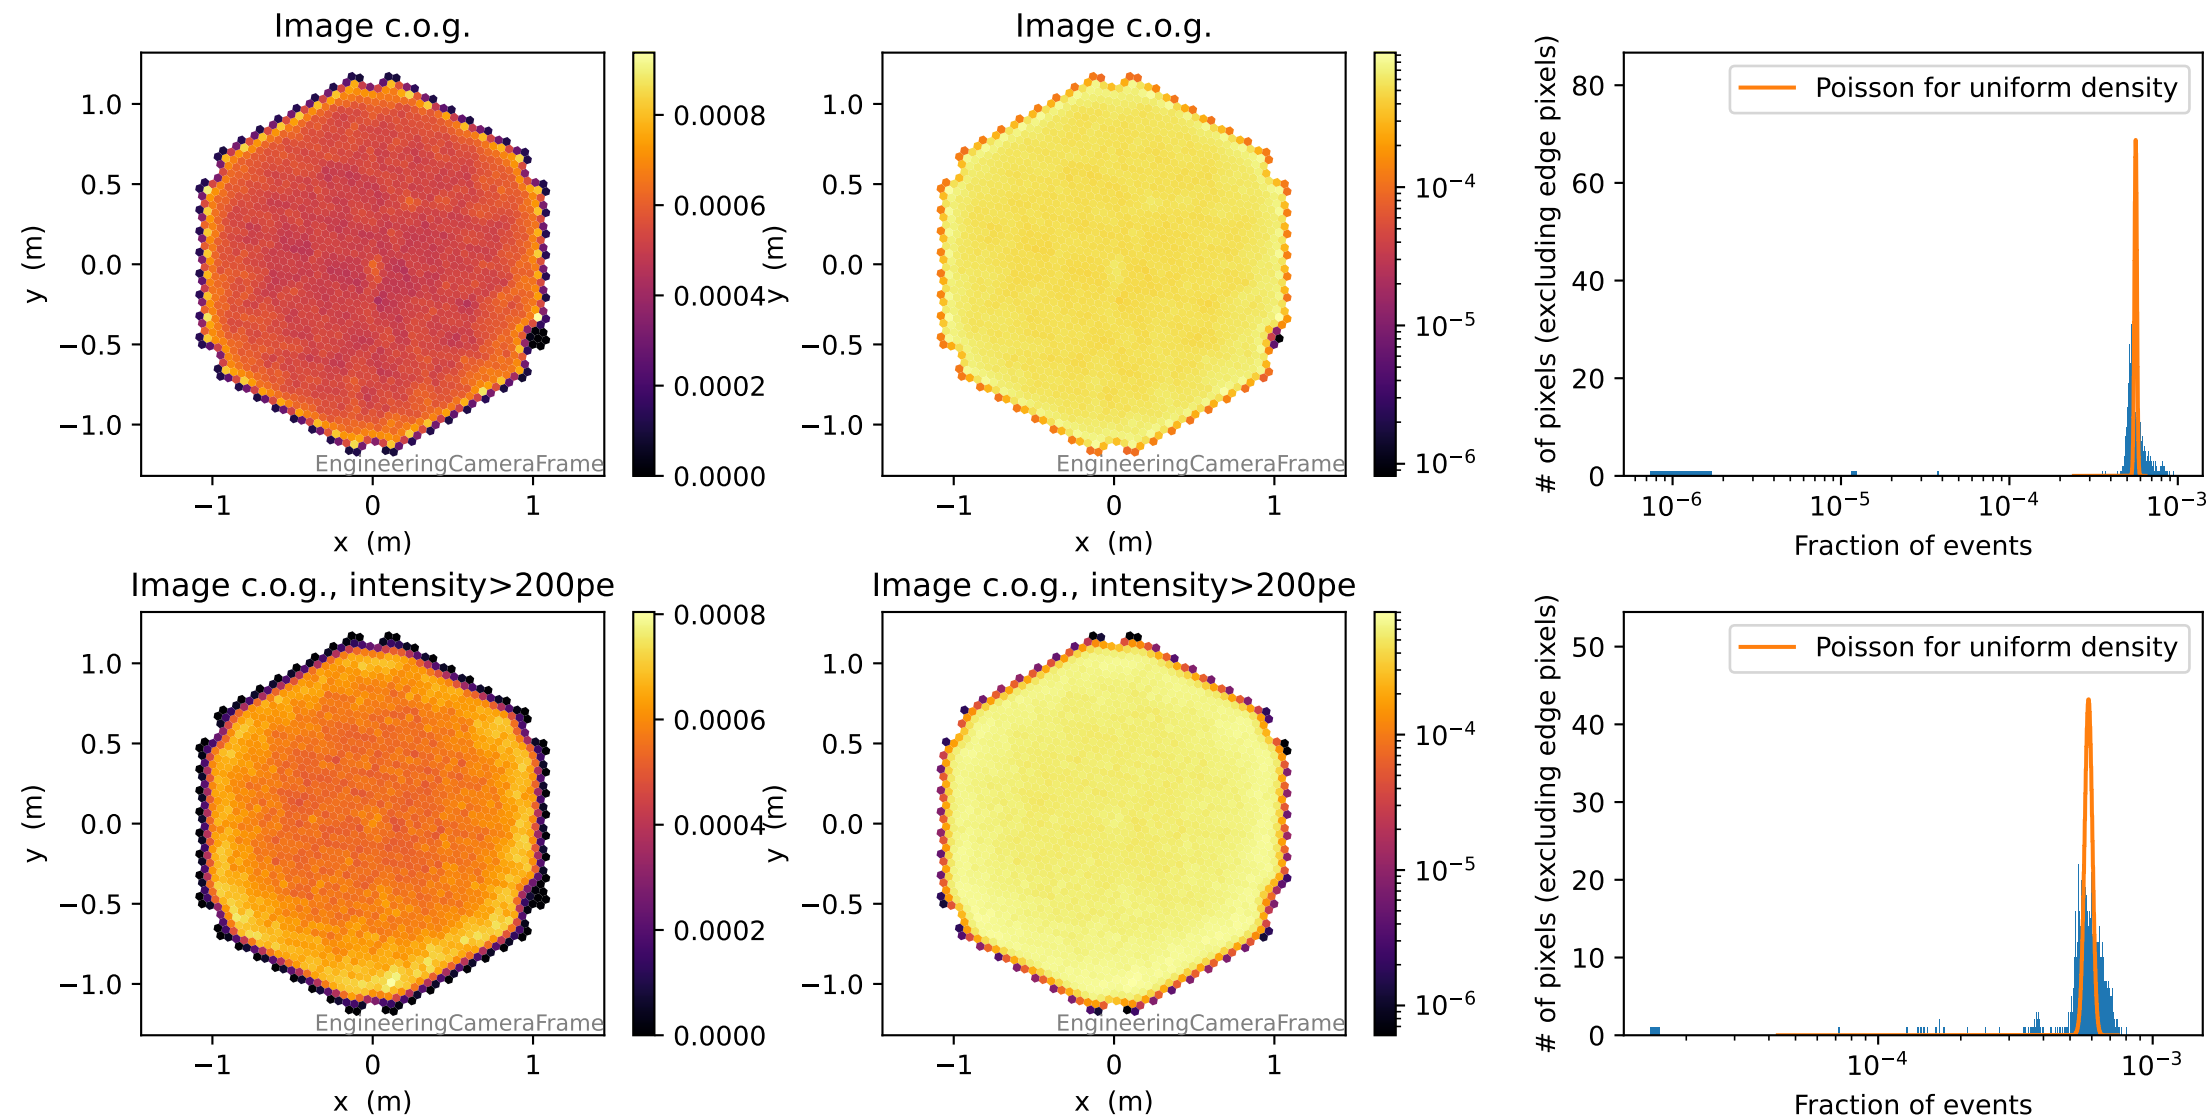 Image c.o.g.
1.0
0.5
0.0
−0.5
−1.0
y (m)
−1
0
1
x (m)
EngineeringCameraFrame
0.0008
0.0006
0.0004
0.0002
0.0000
Image c.o.g.
1.0
0.5
0.0
−0.5
−1.0
y (m)
−1
0
1
x (m)
EngineeringCameraFrame
10⁻⁴
10⁻⁵
10⁻⁶
Poisson for uniform density
# of pixels (excluding edge pixels)
80
60
40
20
0
10⁻⁶
10⁻⁵
10⁻⁴
10⁻³
Fraction of events
Image c.o.g., intensity>200pe
1.0
0.5
0.0
−0.5
−1.0
y (m)
−1
0
1
x (m)
EngineeringCameraFrame
0.0008
0.0006
0.0004
0.0002
0.0000
Image c.o.g., intensity>200pe
1.0
0.5
0.0
−0.5
−1.0
y (m)
−1
0
1
x (m)
EngineeringCameraFrame
10⁻⁴
10⁻⁵
10⁻⁶
Poisson for uniform density
# of pixels (excluding edge pixels)
50
40
30
20
10
0
10⁻⁴
10⁻³
Fraction of events